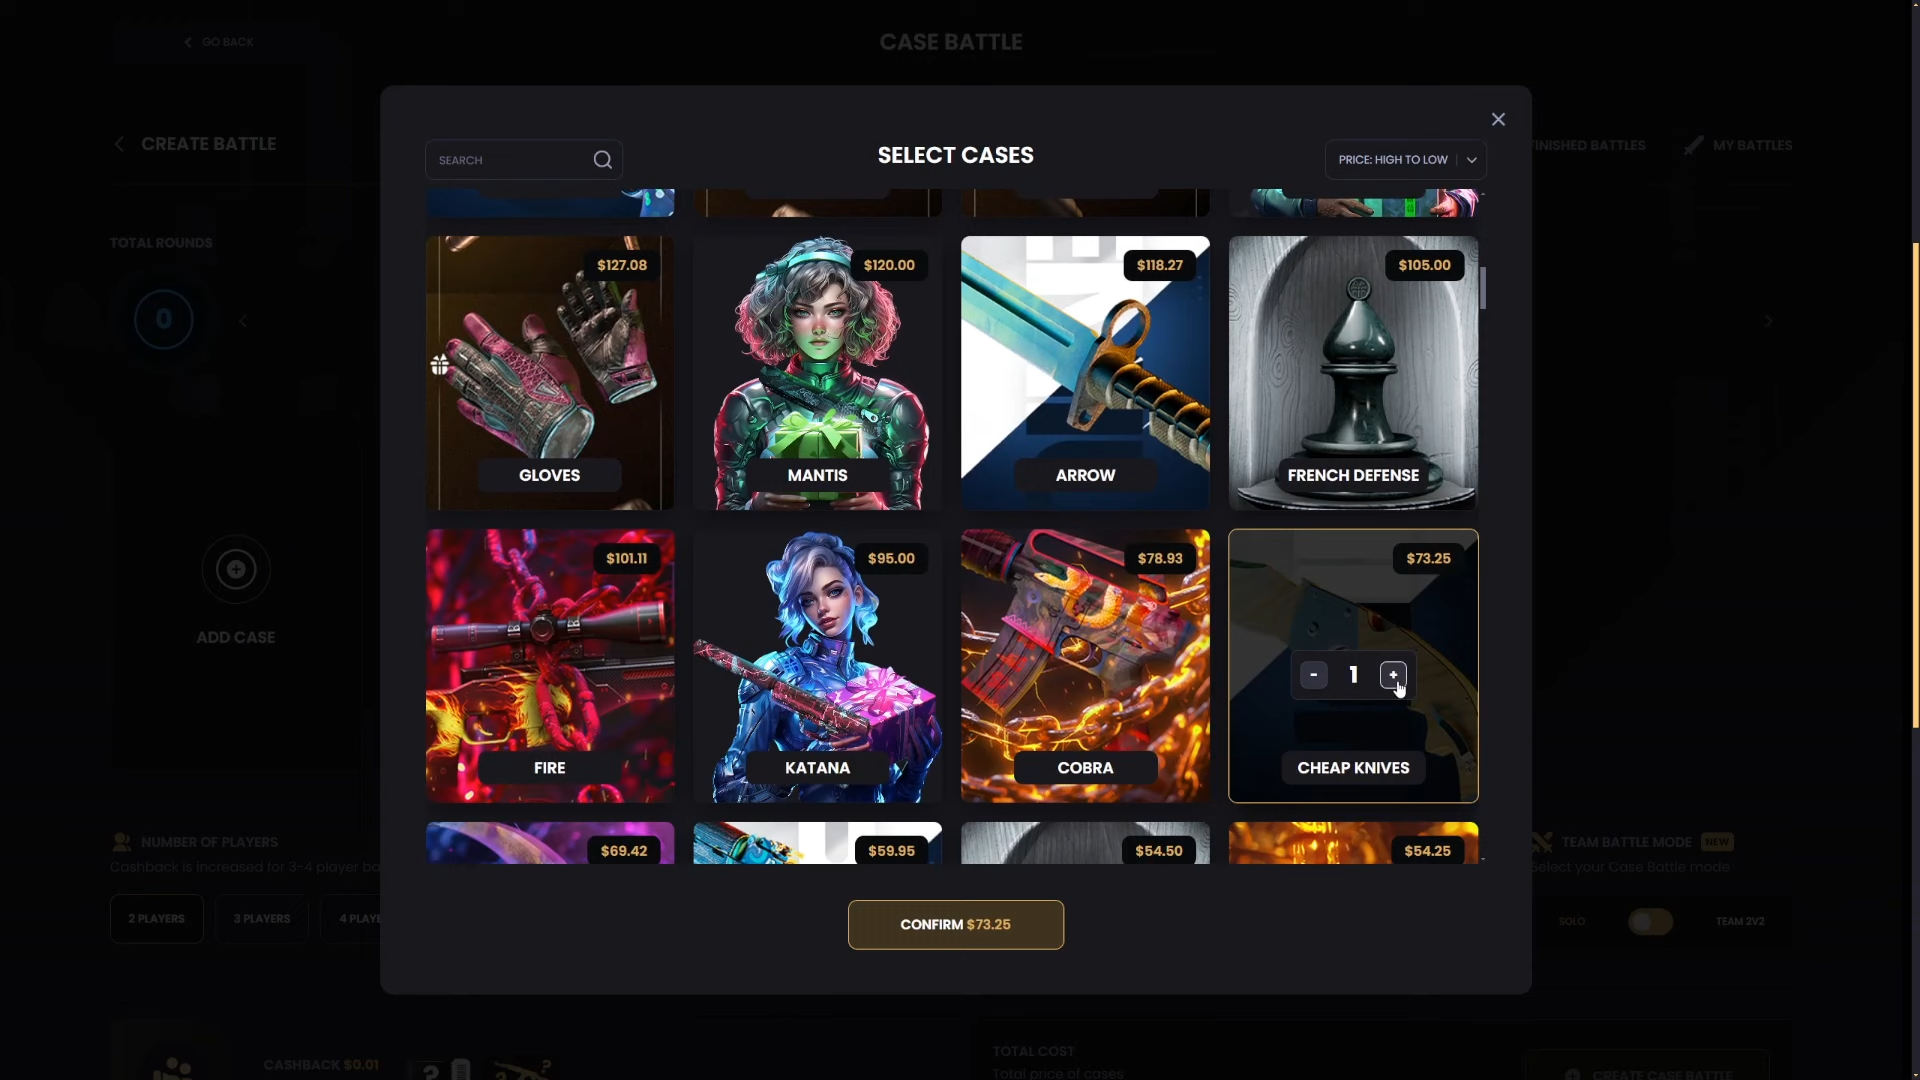 GO BACK
CASE BATTLE
CREATE BATTLE
FINISHED BATTLES
MY BATTLES
SEARCH
SELECT CASES
PRICE: HIGH TO LOW
TOTAL ROUNDS
0
$127.08
GLOVES
$120.00
MANTIS
$118.27
ARROW
$105.00
FRENCH DEFENSE
ADD CASE
$101.11
FIRE
$95.00
KATANA
$78.93
COBRA
$73.25
- 1 +
CHEAP KNIVES
$69.42
$59.95
$54.50
$54.25
NUMBER OF PLAYERS
Cashback is increased for 3-4 player ba
2 PLAYERS
3 PLAYERS
4 PLAYE
TEAM BATTLE MODE NEW
Select your Case Battle mode
SOLO
TEAM 2V2
CONFIRM $73.25
CASHBACK $0.01
TOTAL COST
Total price of cases
CREATE CASE BATTLE